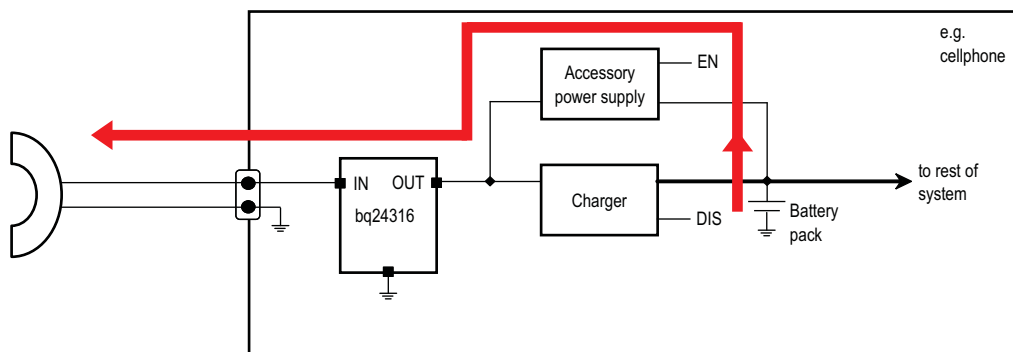 e.g.
cellphone
Accessory
power supply
EN
IN
OUT
bq24316
Charger
DIS
to rest of
system
Battery
pack